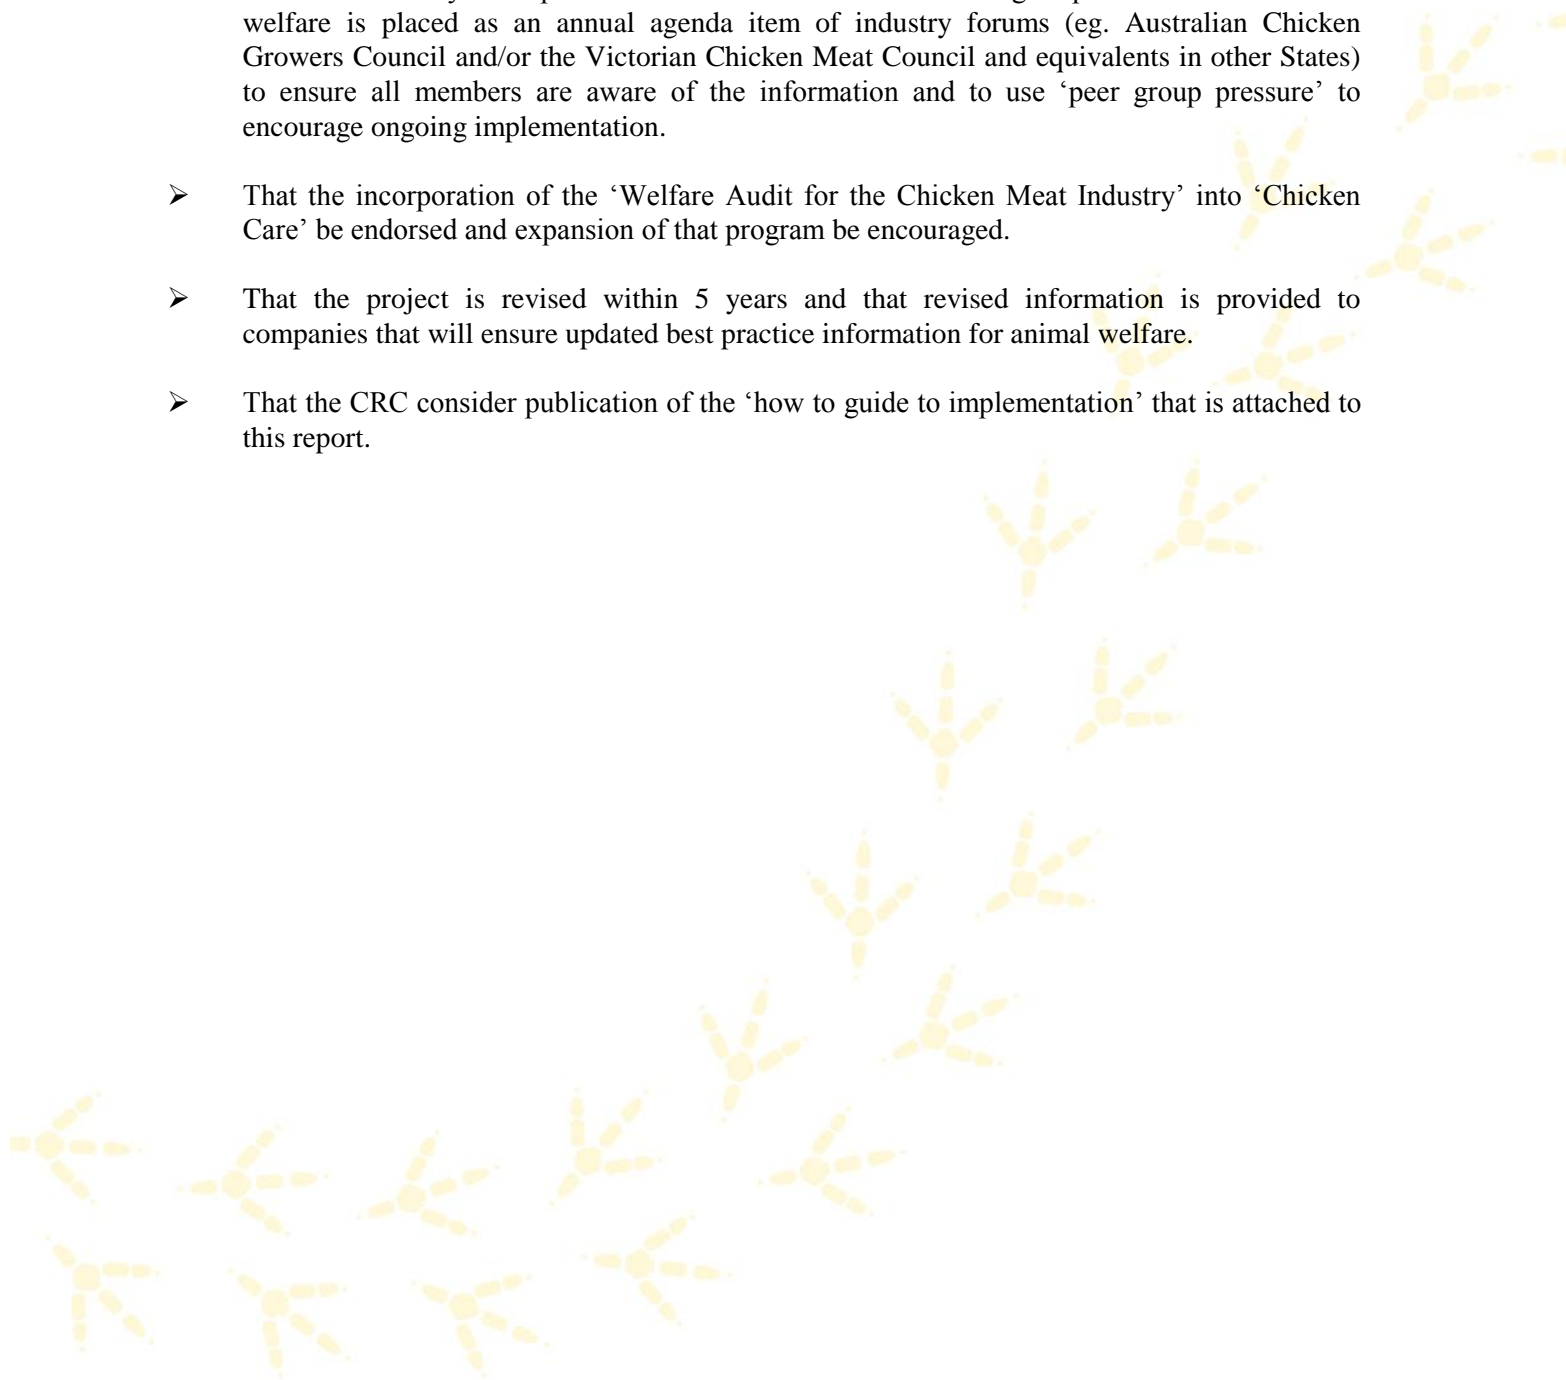 welfare is placed as an annual agenda item of industry forums (eg. Australian Chicken
Growers Council and/or the Victorian Chicken Meat Council and equivalents in other States)
to ensure all members are aware of the information and to use ‘peer group pressure’ to
encourage ongoing implementation.
➢ That the incorporation of the ‘Welfare Audit for the Chicken Meat Industry’ into ‘Chicken
Care’ be endorsed and expansion of that program be encouraged.
➢ That the project is revised within 5 years and that revised information is provided to
companies that will ensure updated best practice information for animal welfare.
➢ That the CRC consider publication of the ‘how to guide to implementation’ that is attached to
this report.